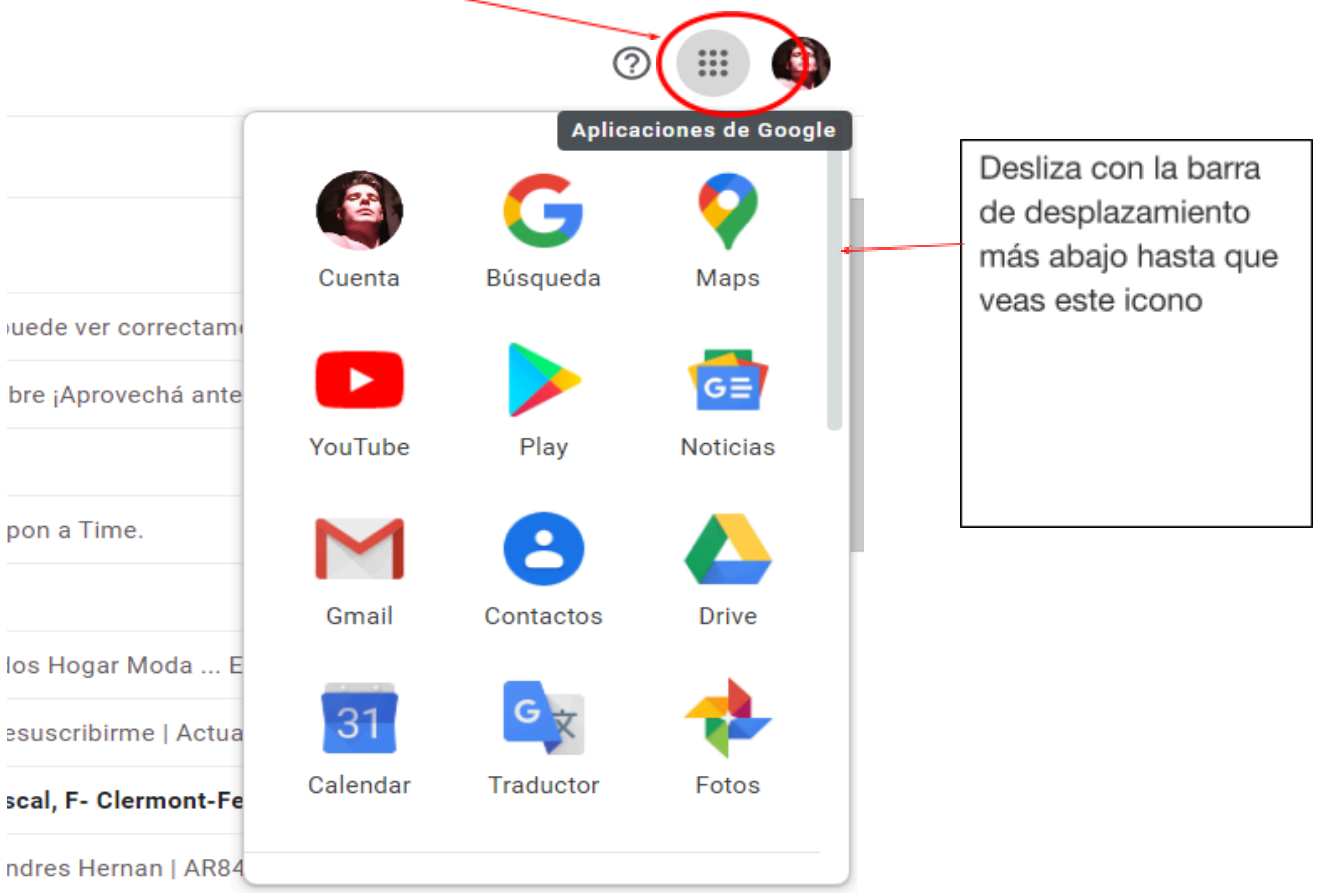 Aplicaciones de Google
Cuenta
Búsqueda
Maps
YouTube
Play
Noticias
Gmail
Contactos
Drive
31
Calendar
Traductor
Fotos
Desliza con la barra
de desplazamiento
más abajo hasta que
veas este icono
puede ver correctam
bre ¡Aprovechá ante
pon a Time.
los Hogar Moda ... E
esuscribirme | Actua
scal, F- Clermont-Fe
ndres Hernan | AR84